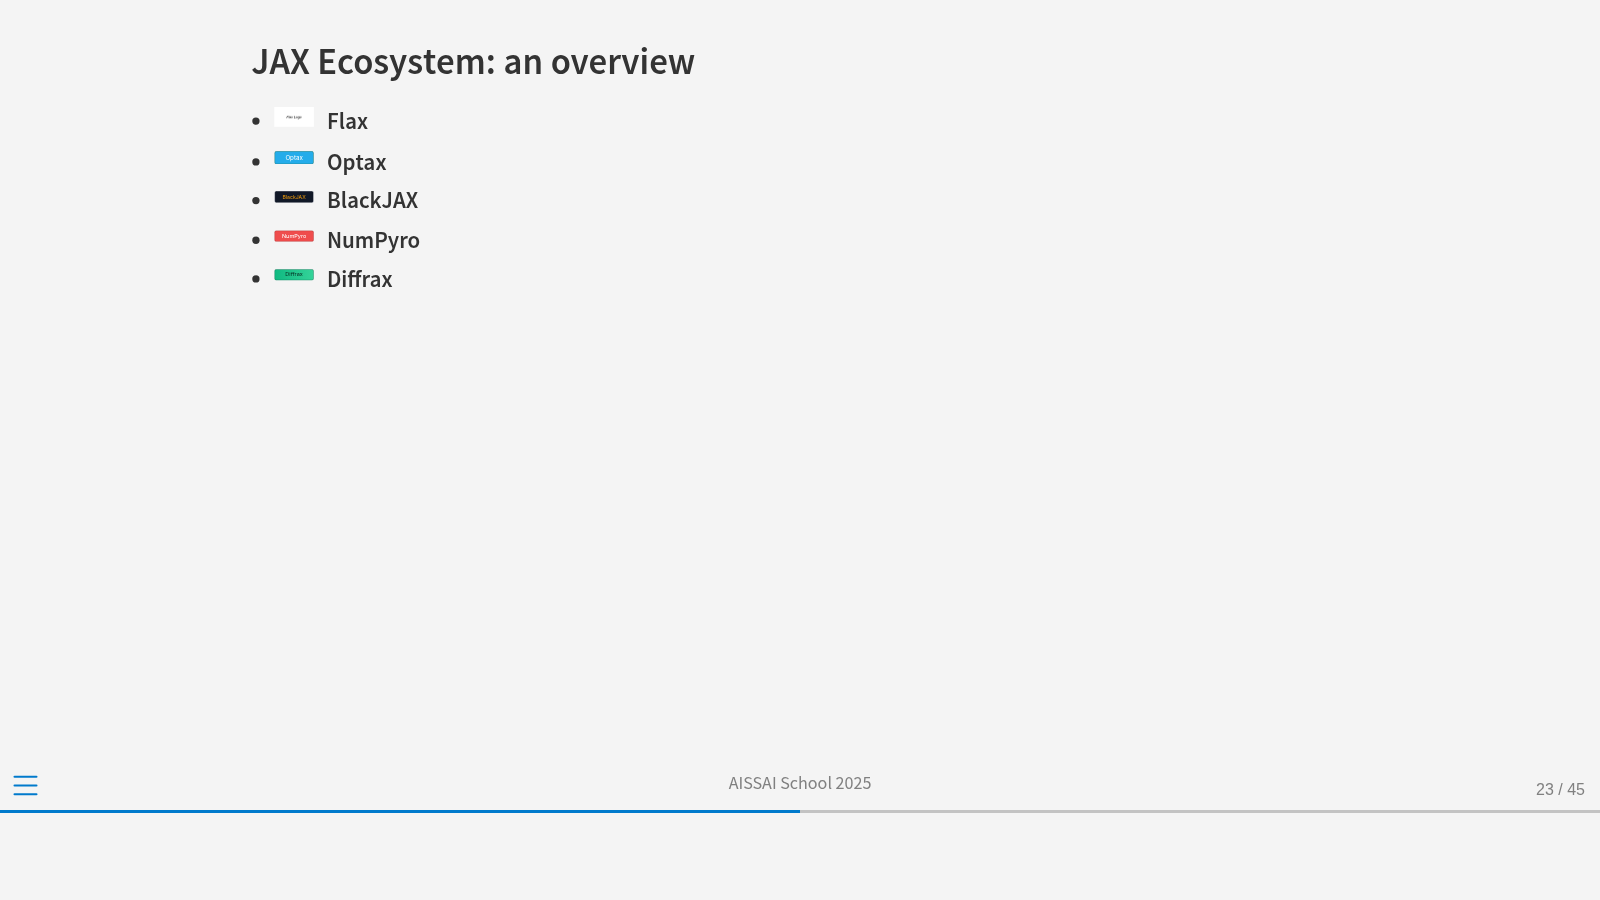 JAX Ecosystem: an overview
• Flax Logo Flax
• Optax Optax
• BlackJAX BlackJAX
• NumPyro NumPyro
• Diffrax Diffrax
AISSAI School 2025
23 / 45